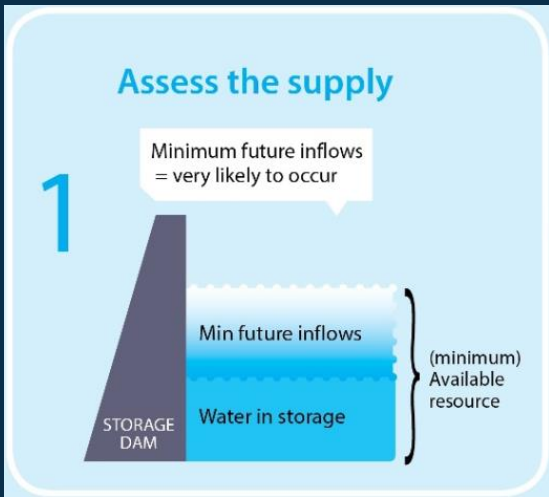 Assess the supply
Minimum future inflows
= very likely to occur
1
Min future inflows
(minimum)
Available
resource
Water in storage
STORAGE
DAM